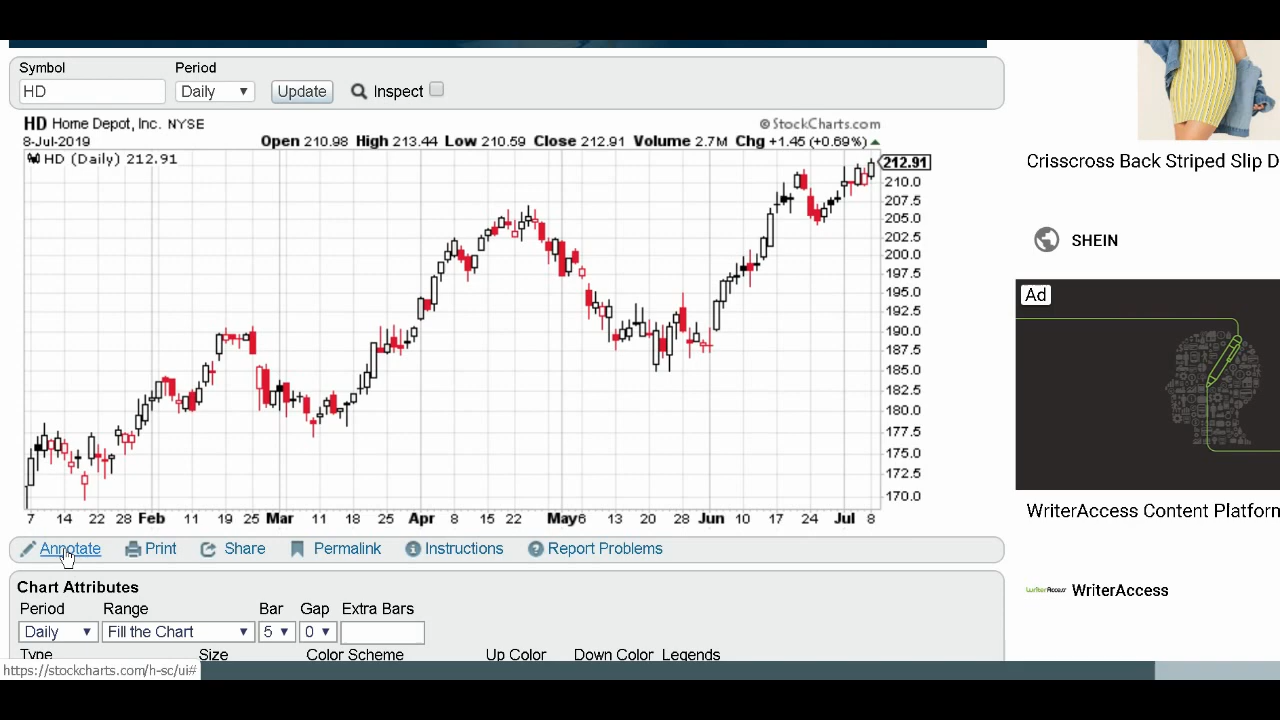 Symbol Period
HD Daily Update Inspect
HD Home Depot, Inc. NYSE ©StockCharts.com
8-Jul-2019 Open 210.98 High 213.44 Low 210.59 Close 212.91 Volume 2.7M Chg +1.45 (+0.69%)
HD (Daily) 212.91
212.91
210.0
207.5
205.0
202.5
200.0
197.5
195.0
192.5
190.0
187.5
185.0
182.5
180.0
177.5
175.0
172.5
170.0
7 14 22 28 Feb 11 19 25 Mar 11 18 25 Apr 8 15 22 May 6 13 20 28 Jun 10 17 24 Jul 8
Annotate Print Share Permalink Instructions Report Problems
Chart Attributes
Period Range Bar Gap Extra Bars
Daily Fill the Chart 5 0
Type Size Color Scheme Up Color Down Color Legends
https://stockcharts.com/h-sc/ui#
Crisscross Back Striped Slip D
SHEIN
Ad
WriterAccess Content Platform
WriterAccess
WriterAccess